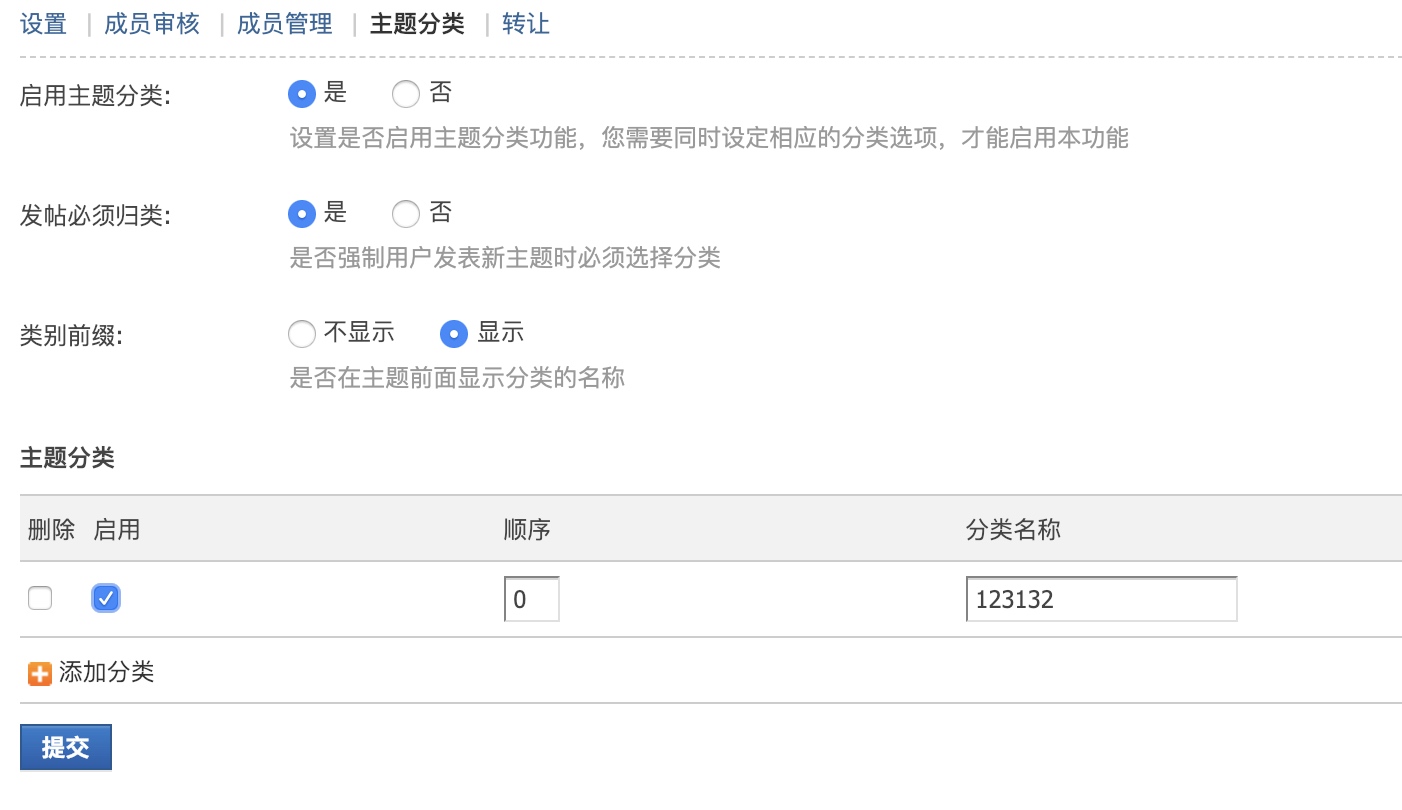 设置 | 成员审核 | 成员管理 | 主题分类 | 转让
启用主题分类: 是 否
设置是否启用主题分类功能，您需要同时设定相应的分类选项，才能启用本功能
发帖必须归类: 是 否
是否强制用户发表新主题时必须选择分类
类别前缀: 不显示 显示
是否在主题前面显示分类的名称
主题分类
删除 启用 顺序 分类名称
0 123132
添加分类
提交